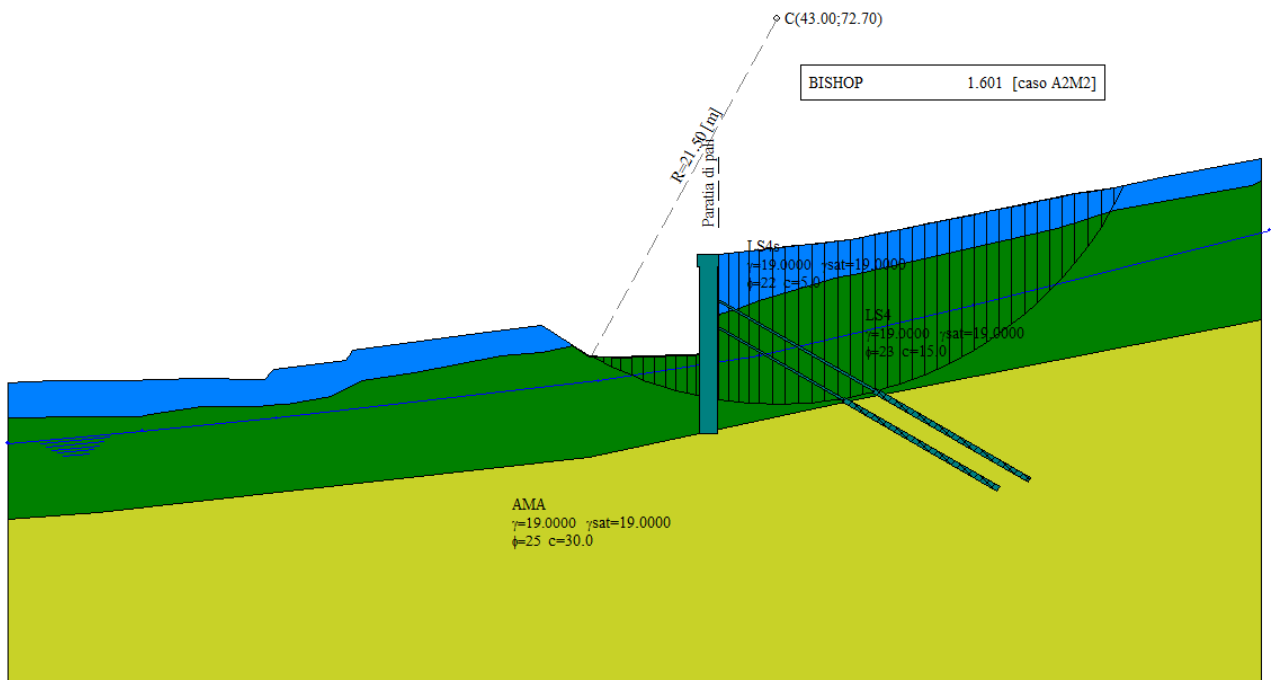 C(43.00;72.70)
BISHOP 1.601 [caso A2M2]
R=21.50 [m]
Paratia di pali
LS4s
γ=19.0000 γsat=19.0000
ϕ=22 c=5.0
LS4
γ=19.0000 γsat=19.0000
ϕ=23 c=15.0
AMA
γ=19.0000 γsat=19.0000
ϕ=25 c=30.0